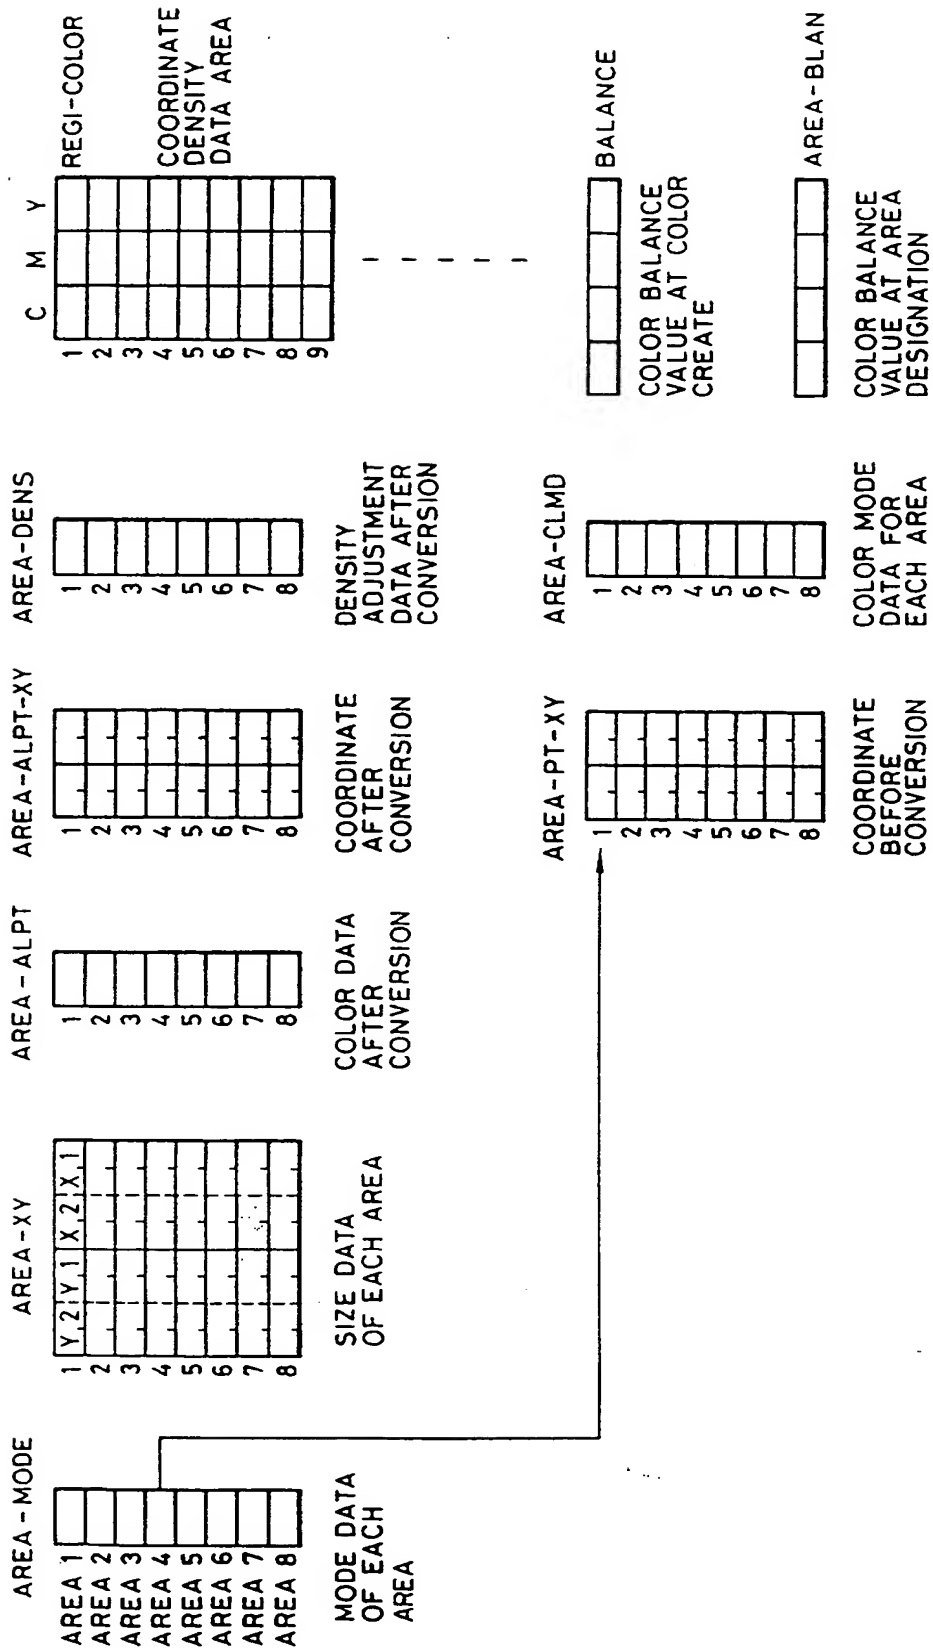 AREA-MODE
AREA 1
AREA 2
AREA 3
AREA 4
AREA 5
AREA 6
AREA 7
AREA 8
MODE DATA
OF EACH
AREA
AREA-XY
Y,2 Y,1 X,2 X,1
1
2
3
4
5
6
7
8
SIZE DATA
OF EACH AREA
AREA-ALPT
1
2
3
4
5
6
7
8
COLOR DATA
AFTER
CONVERSION
AREA-ALPT-XY
1
2
3
4
5
6
7
8
COORDINATE
AFTER
CONVERSION
AREA-DENS
1
2
3
4
5
6
7
8
DENSITY
ADJUSTMENT
DATA AFTER
CONVERSION
C M Y
1
2
3
4
5
6
7
8
9
REGI-COLOR
COORDINATE
DENSITY
DATA AREA
AREA-PT-XY
1
2
3
4
5
6
7
8
COORDINATE
BEFORE
CONVERSION
AREA-CLMD
1
2
3
4
5
6
7
8
COLOR MODE
DATA FOR
EACH AREA
BALANCE
COLOR BALANCE
VALUE AT COLOR
CREATE
AREA-BLAN
COLOR BALANCE
VALUE AT AREA
DESIGNATION